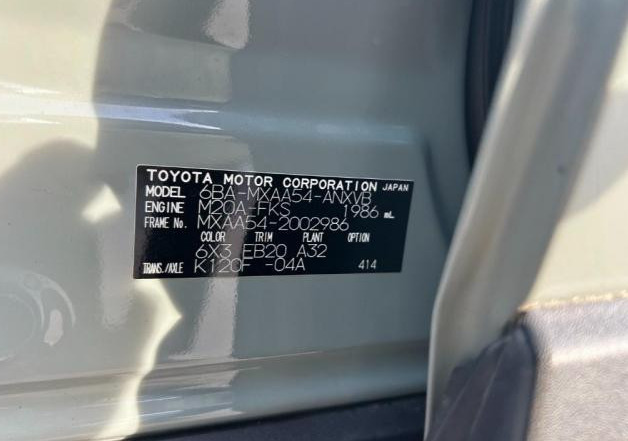 TOYOTA MOTOR CORPORATION JAPAN
MODEL 6BA-MXAA54-ANXVB
ENGINE M20A-FKS 1986 mL
FRAME No. MXAA54-2002986
COLOR TRIM PLANT OPTION
6X3 EB20 A32
TRANS./AXLE K120F -04A 414